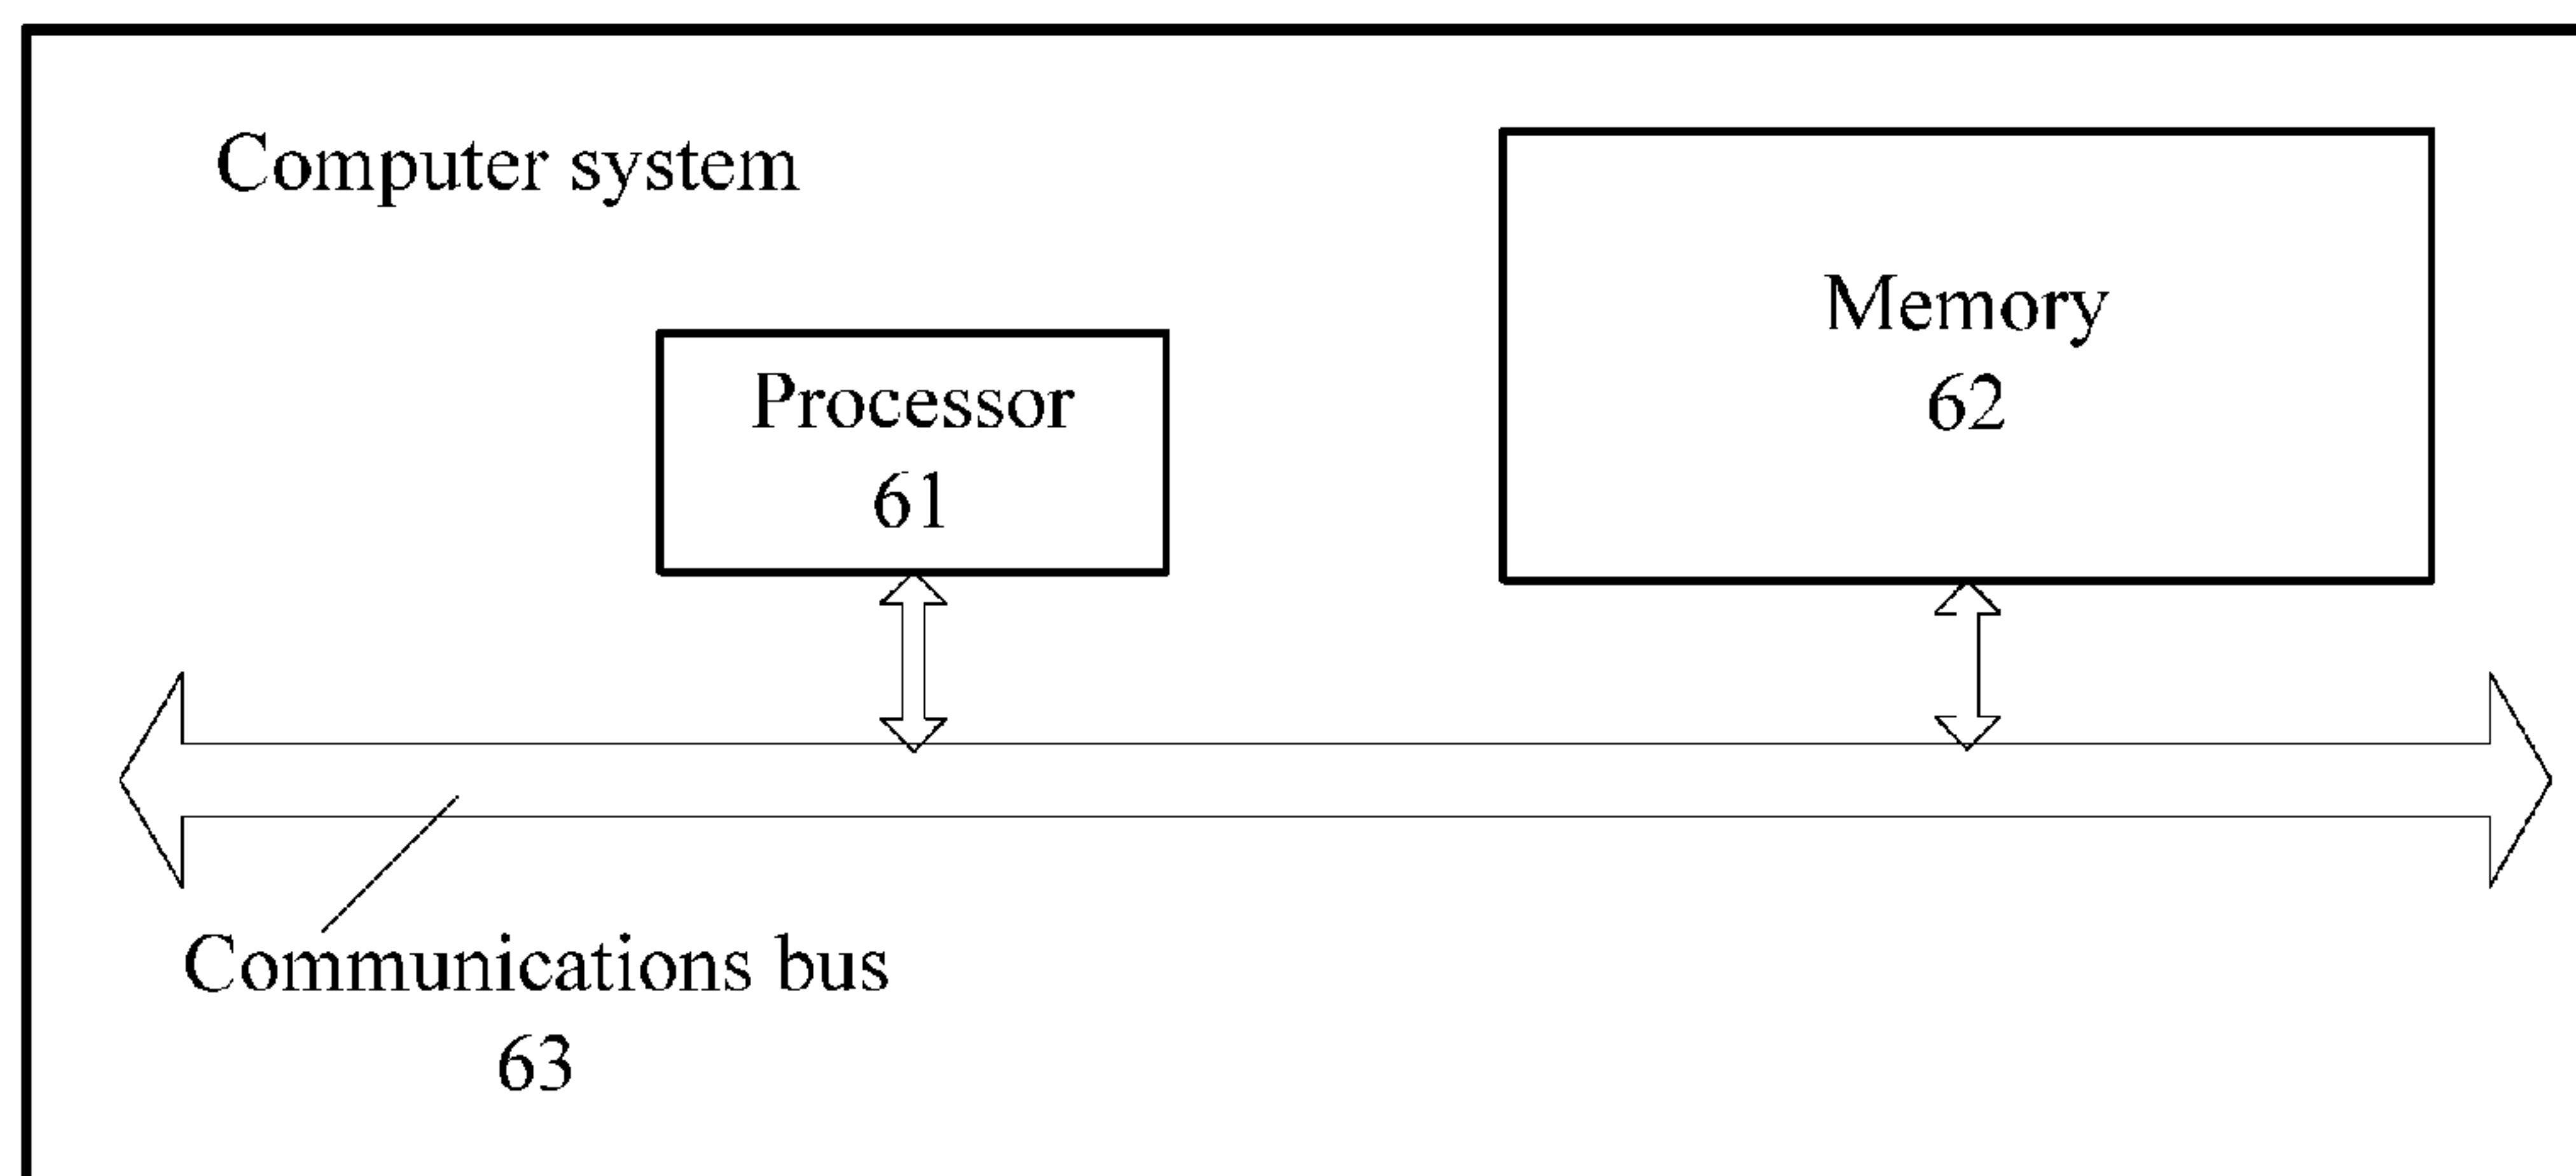 Computer system
Memory
62
Processor
61
Communications bus
63